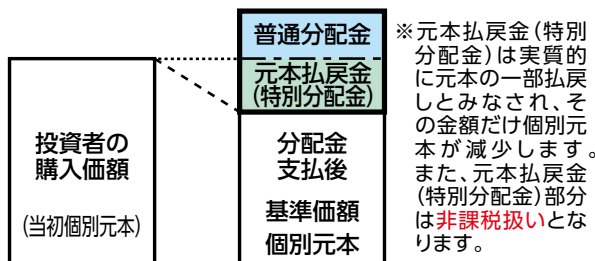 普通分配金
元本払戻金
(特別分配金)
分配金
支払後
基準価額
個別元本
投資者の
購入価額
(当初個別元本)
※元本払戻金(特別
分配金)は実質的
に元本の一部払戻
しとみなされ、そ
の金額だけ個別元
本が減少します。
また、元本払戻金
(特別分配金)部分
は非課税扱いとな
ります。